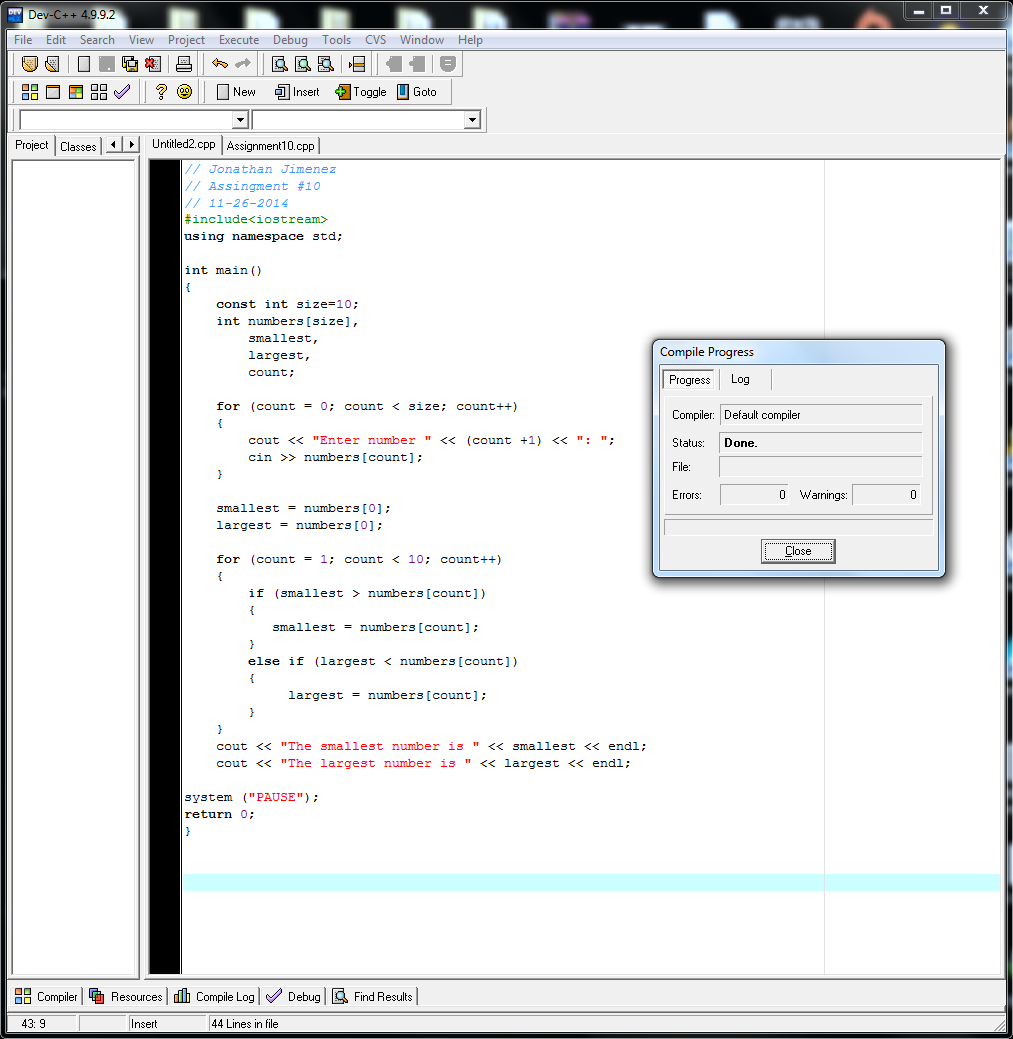 Dev-C++ 4.9.9.2
File Edit Search View Project Execute Debug Tools CVS Window Help
New Insert Toggle Goto
Project Classes Untitled2.cpp Assignment10.cpp
// Jonathan Jimenez
// Assingment #10
// 11-26-2014
#include<iostream>
using namespace std;
int main()
{
const int size=10;
int numbers[size],
smallest,
largest,
count;
for (count = 0; count < size; count++)
{
cout << "Enter number " << (count +1) << ": ";
cin >> numbers[count];
}
smallest = numbers[0];
largest = numbers[0];
for (count = 1; count < 10; count++)
{
if (smallest > numbers[count])
{
smallest = numbers[count];
}
else if (largest < numbers[count])
{
largest = numbers[count];
}
}
cout << "The smallest number is " << smallest << endl;
cout << "The largest number is " << largest << endl;
system ("PAUSE");
return 0;
}
Compile Progress
Progress Log
Compiler: Default compiler
Status: Done.
File:
Errors: 0 Warnings: 0
Close
Compiler Resources Compile Log Debug Find Results
43: 9 Insert 44 Lines in file